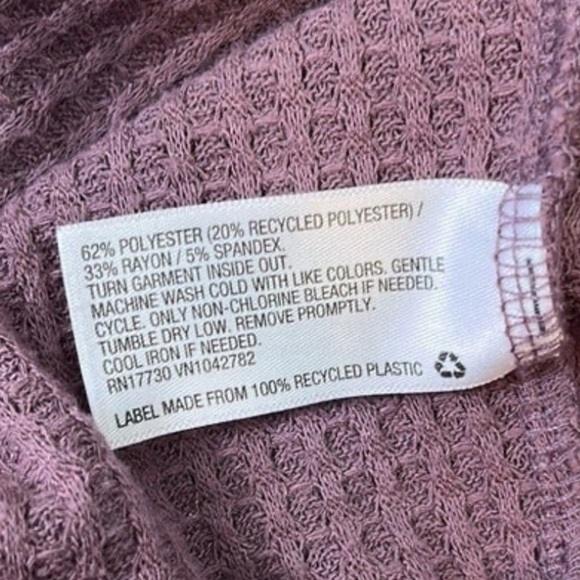 62% POLYESTER (20% RECYCLED POLYESTER) /
33% RAYON / 5% SPANDEX.
TURN GARMENT INSIDE OUT.
MACHINE WASH COLD WITH LIKE COLORS. GENTLE
CYCLE. ONLY NON-CHLORINE BLEACH IF NEEDED.
TUMBLE DRY LOW. REMOVE PROMPTLY.
COOL IRON IF NEEDED.
RN17730 VN1042782
LABEL MADE FROM 100% RECYCLED PLASTIC